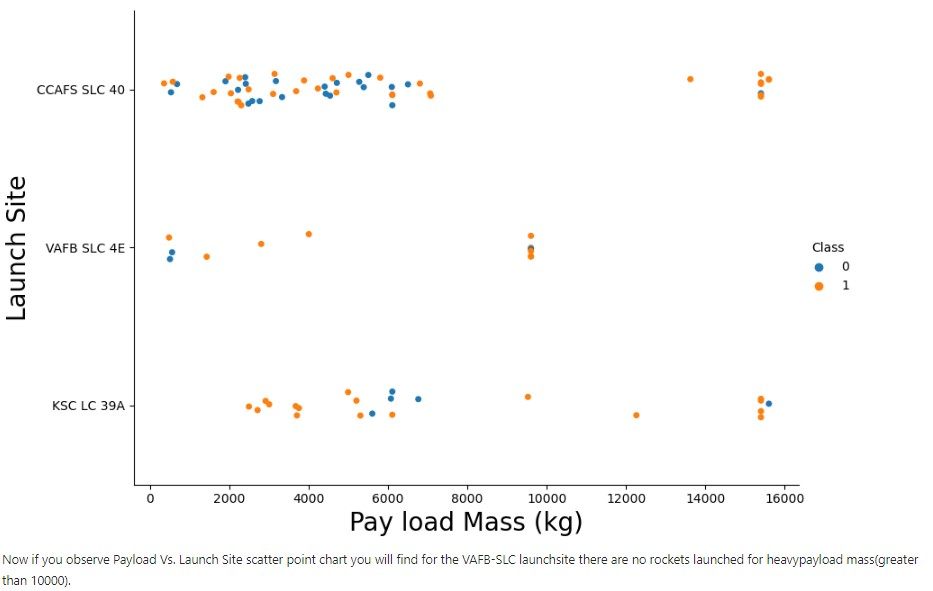 Launch Site
CCAFS SLC 40
VAFB SLC 4E
KSC LC 39A
Class
0
1
0 2000 4000 6000 8000 10000 12000 14000 16000
Pay load Mass (kg)
Now if you observe Payload Vs. Launch Site scatter point chart you will find for the VAFB-SLC launchsite there are no rockets launched for heavypayload mass(greater
than 10000).